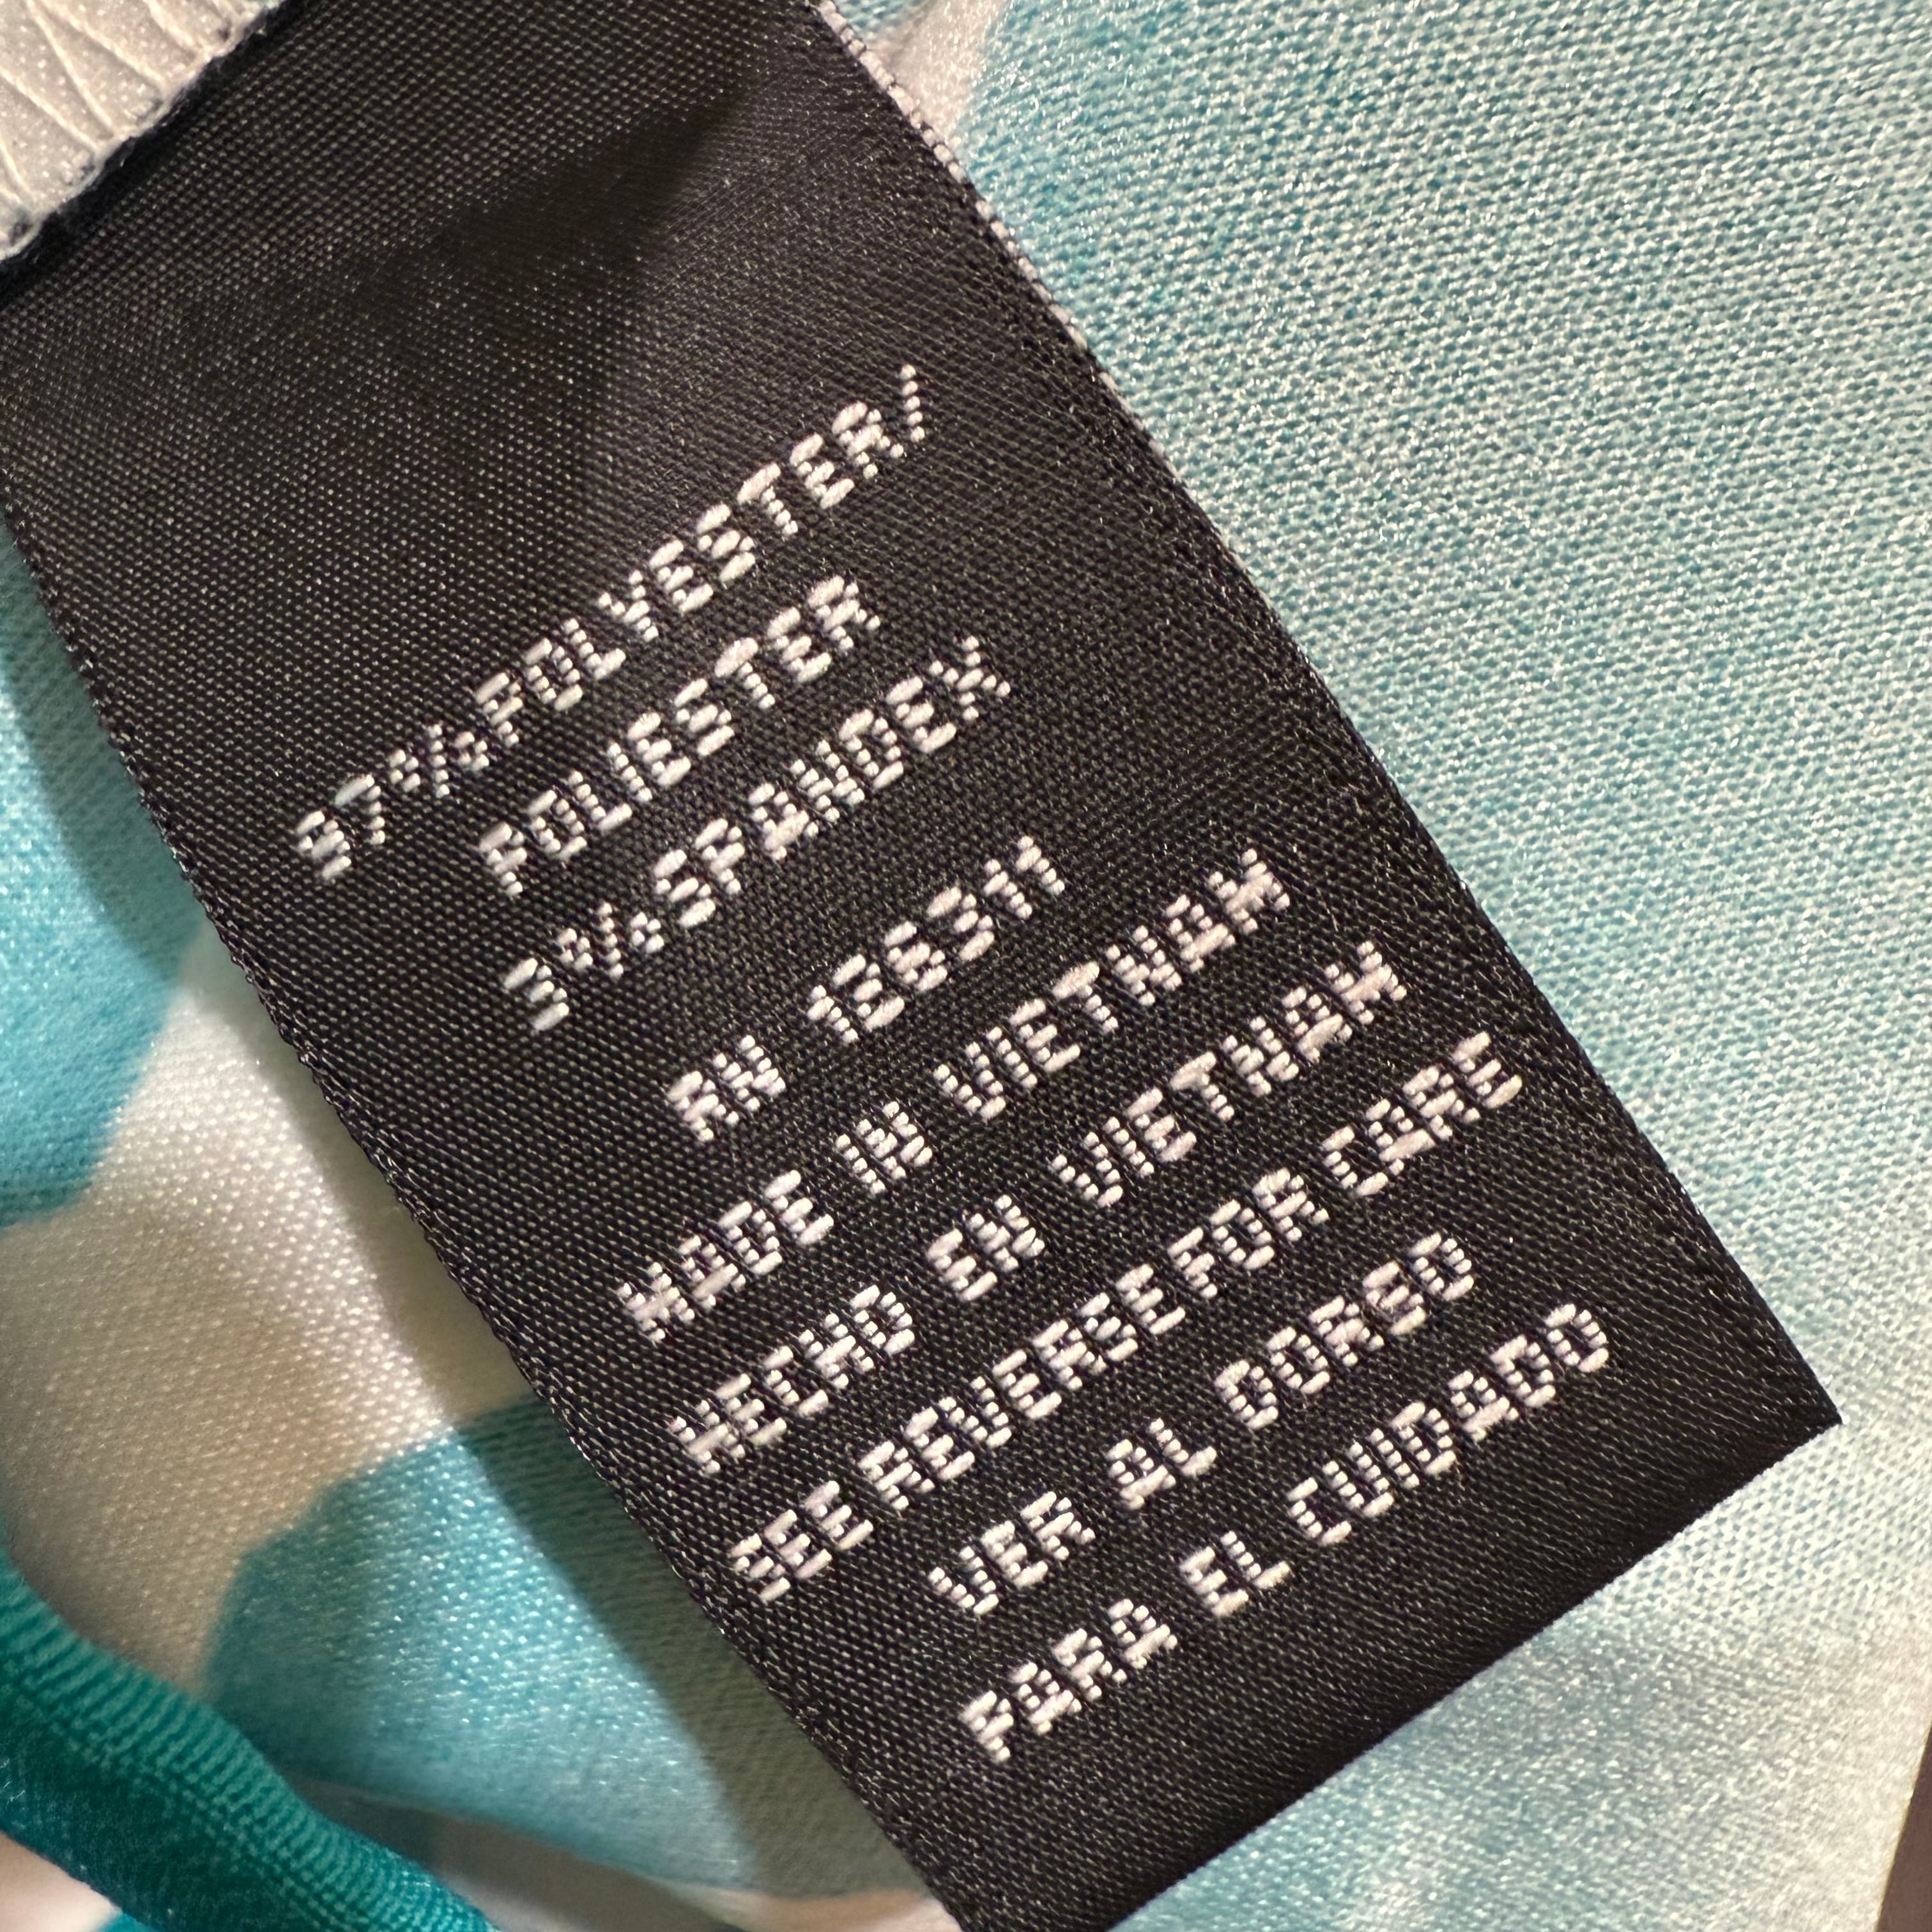 97%POLYESTER/
POLIESTER
3%SPANDEX
RN
MADE IN VIETNAM
HECHO EN VIETNAM
SEE REVERSE FOR CARE
VER AL DORSO
PARA EL CUIDADO